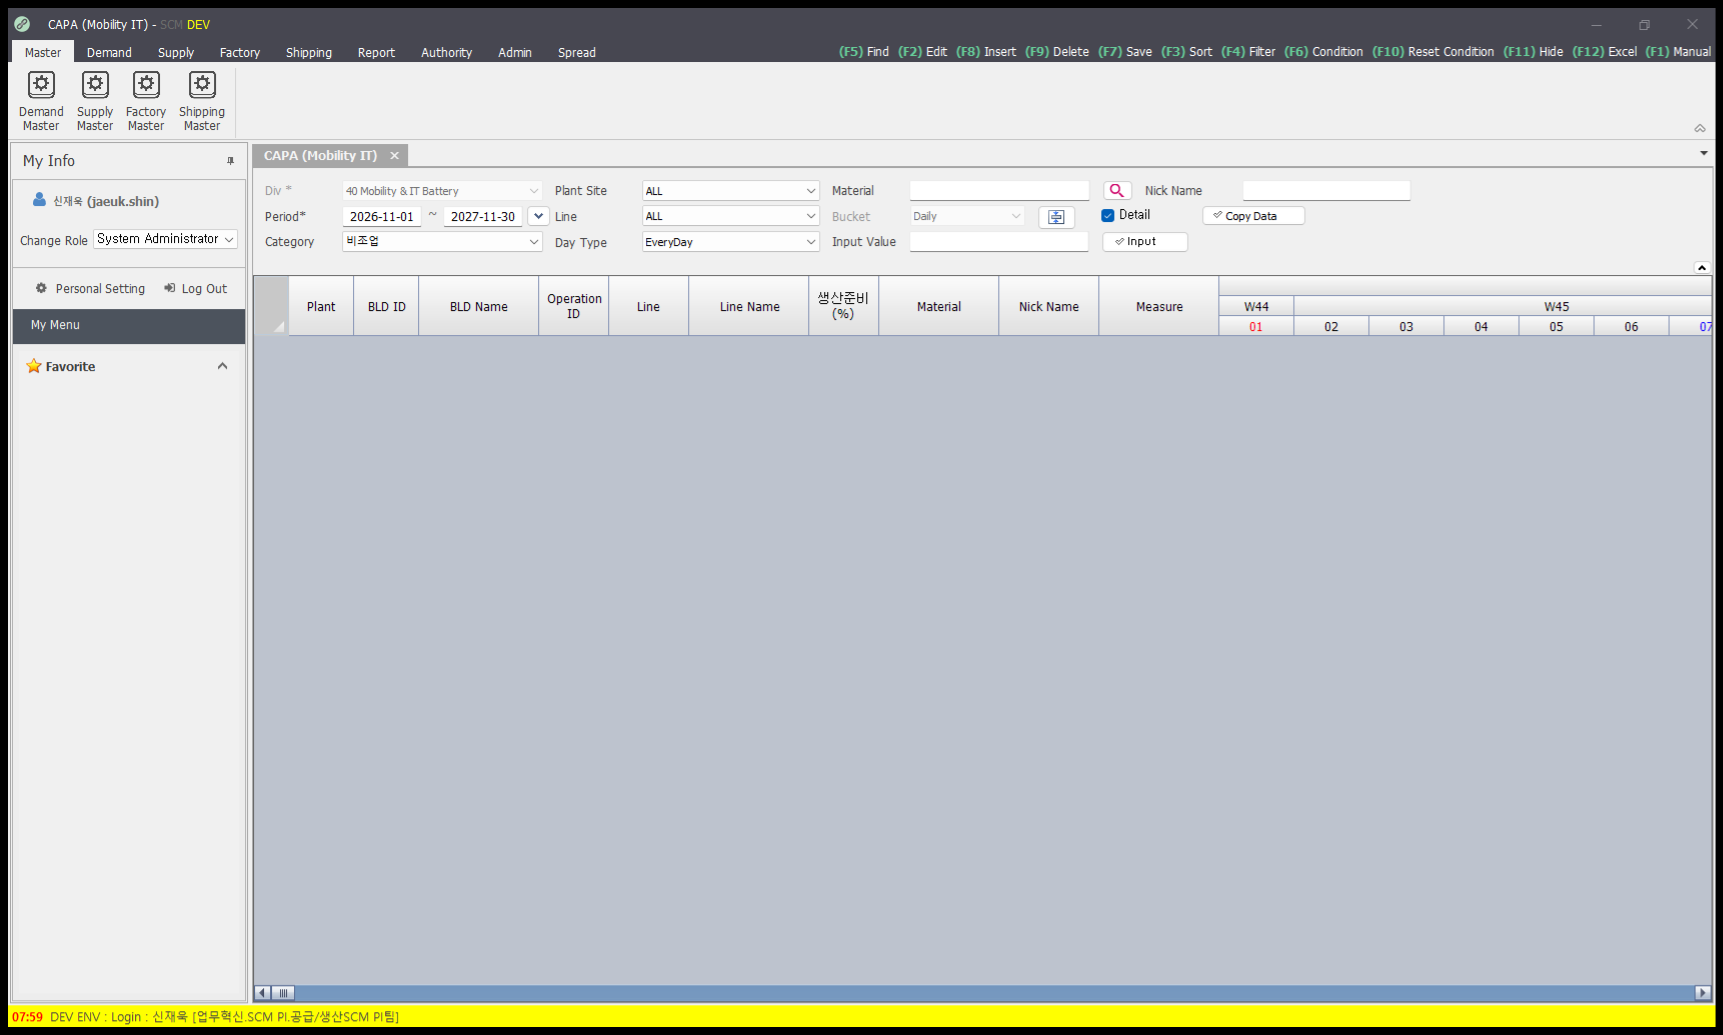 CAPA (Mobility IT) - SCM DEV
Master Demand Supply Factory Shipping Report Authority Admin Spread
(F5) Find (F2) Edit (F8) Insert (F9) Delete (F7) Save (F3) Sort (F4) Filter (F6) Condition (F10) Reset Condition (F11) Hide (F12) Excel (F1) Manual
Demand Master
Supply Master
Factory Master
Shipping Master
My Info
신재욱 (jaeuk.shin)
Change Role System Administrator
Personal Setting Log Out
My Menu
Favorite
CAPA (Mobility IT)
Div * 40 Mobility & IT Battery Plant Site ALL Material Nick Name
Period* 2026-11-01 ~ 2027-11-30 Line ALL Bucket Daily Detail Copy Data
Category 비조업 Day Type EveryDay Input Value Input
Plant BLD ID BLD Name Operation ID Line Line Name 생산준비 (%) Material Nick Name Measure
W44 W45
01 02 03 04 05 06 07
07:59 DEV ENV : Login : 신재욱 [업무혁신.SCM PI.공급/생산SCM PI팀]